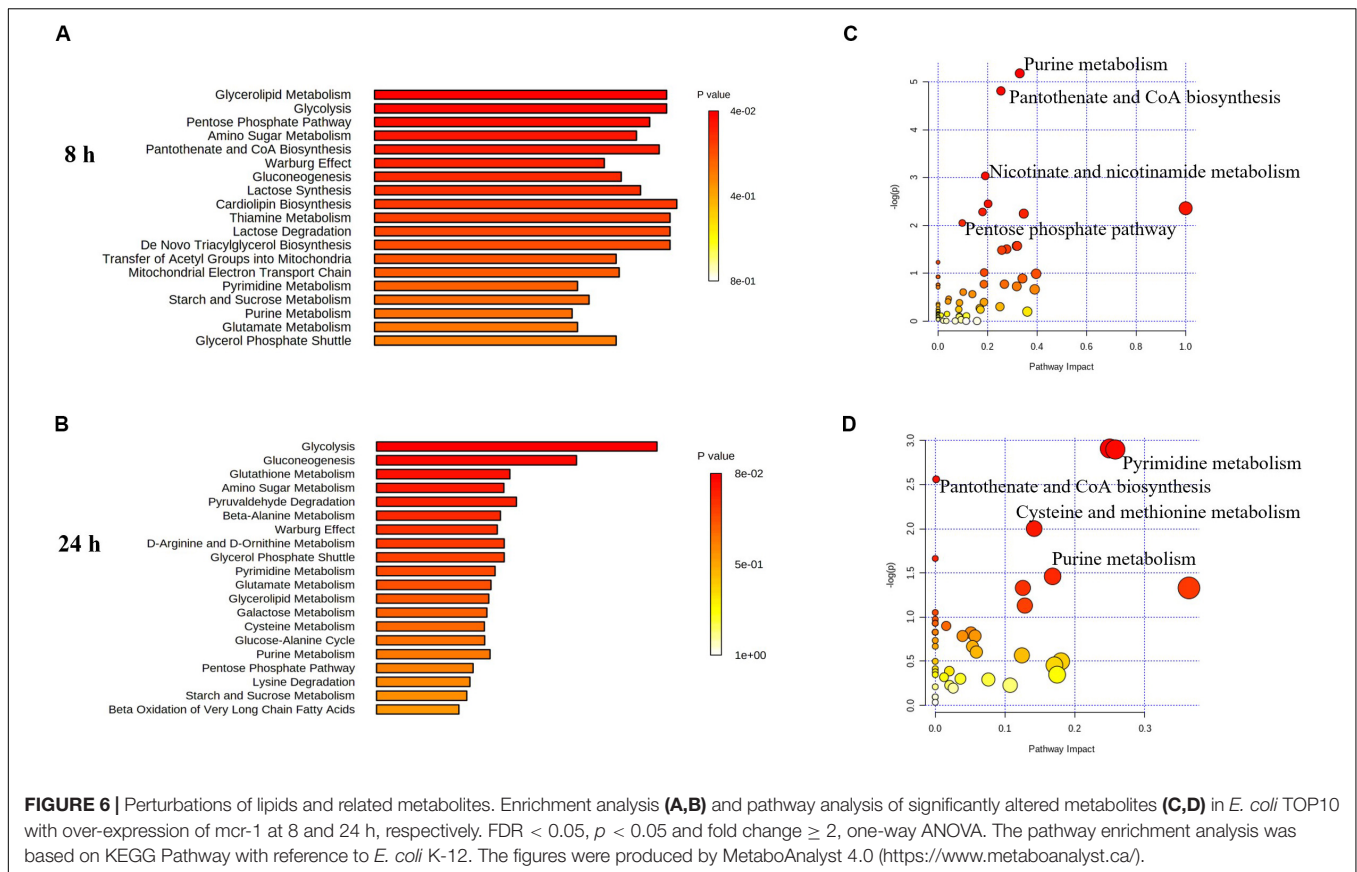 A
8 h
Glycerolipid Metabolism
Glycolysis
Pentose Phosphate Pathway
Amino Sugar Metabolism
Pantothenate and CoA Biosynthesis
Warburg Effect
Gluconeogenesis
Lactose Synthesis
Cardiolipin Biosynthesis
Thiamine Metabolism
Lactose Degradation
De Novo Triacylglycerol Biosynthesis
Transfer of Acetyl Groups into Mitochondria
Mitochondrial Electron Transport Chain
Pyrimidine Metabolism
Starch and Sucrose Metabolism
Purine Metabolism
Glutamate Metabolism
Glycerol Phosphate Shuttle
P value
4e-02
4e-01
8e-01
C
Purine metabolism
Pantothenate and CoA biosynthesis
Nicotinate and nicotinamide metabolism
Pentose phosphate pathway
-log(p)
5
4
3
2
1
0
0.0 0.2 0.4 0.6 0.8 1.0
Pathway Impact
B
24 h
Glycolysis
Gluconeogenesis
Glutathione Metabolism
Amino Sugar Metabolism
Pyruvaldehyde Degradation
Beta-Alanine Metabolism
Warburg Effect
D-Arginine and D-Ornithine Metabolism
Glycerol Phosphate Shuttle
Pyrimidine Metabolism
Glutamate Metabolism
Glycerolipid Metabolism
Galactose Metabolism
Cysteine Metabolism
Glucose-Alanine Cycle
Purine Metabolism
Pentose Phosphate Pathway
Lysine Degradation
Starch and Sucrose Metabolism
Beta Oxidation of Very Long Chain Fatty Acids
P value
8e-02
5e-01
1e+00
D
Pyrimidine metabolism
Pantothenate and CoA biosynthesis
Cysteine and methionine metabolism
Purine metabolism
-log(p)
3.0
2.5
2.0
1.5
1.0
0.5
0.0
0.0 0.1 0.2 0.3
Pathway Impact
FIGURE 6 | Perturbations of lipids and related metabolites. Enrichment analysis (A,B) and pathway analysis of significantly altered metabolites (C,D) in E. coli TOP10
with over-expression of mcr-1 at 8 and 24 h, respectively. FDR < 0.05, p < 0.05 and fold change ≥ 2, one-way ANOVA. The pathway enrichment analysis was
based on KEGG Pathway with reference to E. coli K-12. The figures were produced by MetaboAnalyst 4.0 (https://www.metaboanalyst.ca/).